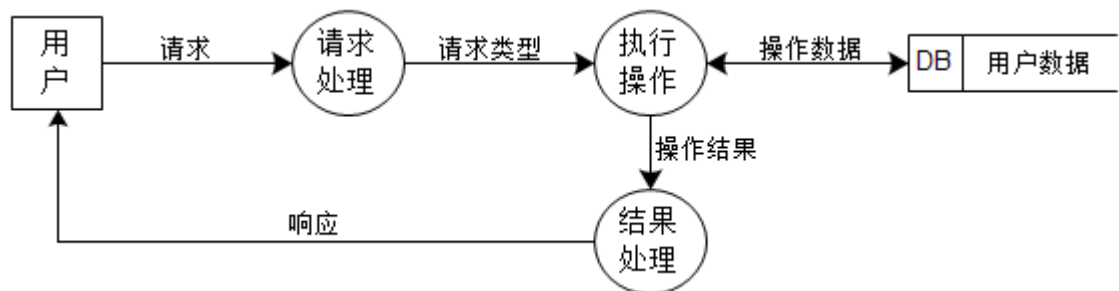 用
户
请求
请求
处理
请求类型
执行
操作
操作数据
DB
用户数据
操作结果
响应
结果
处理